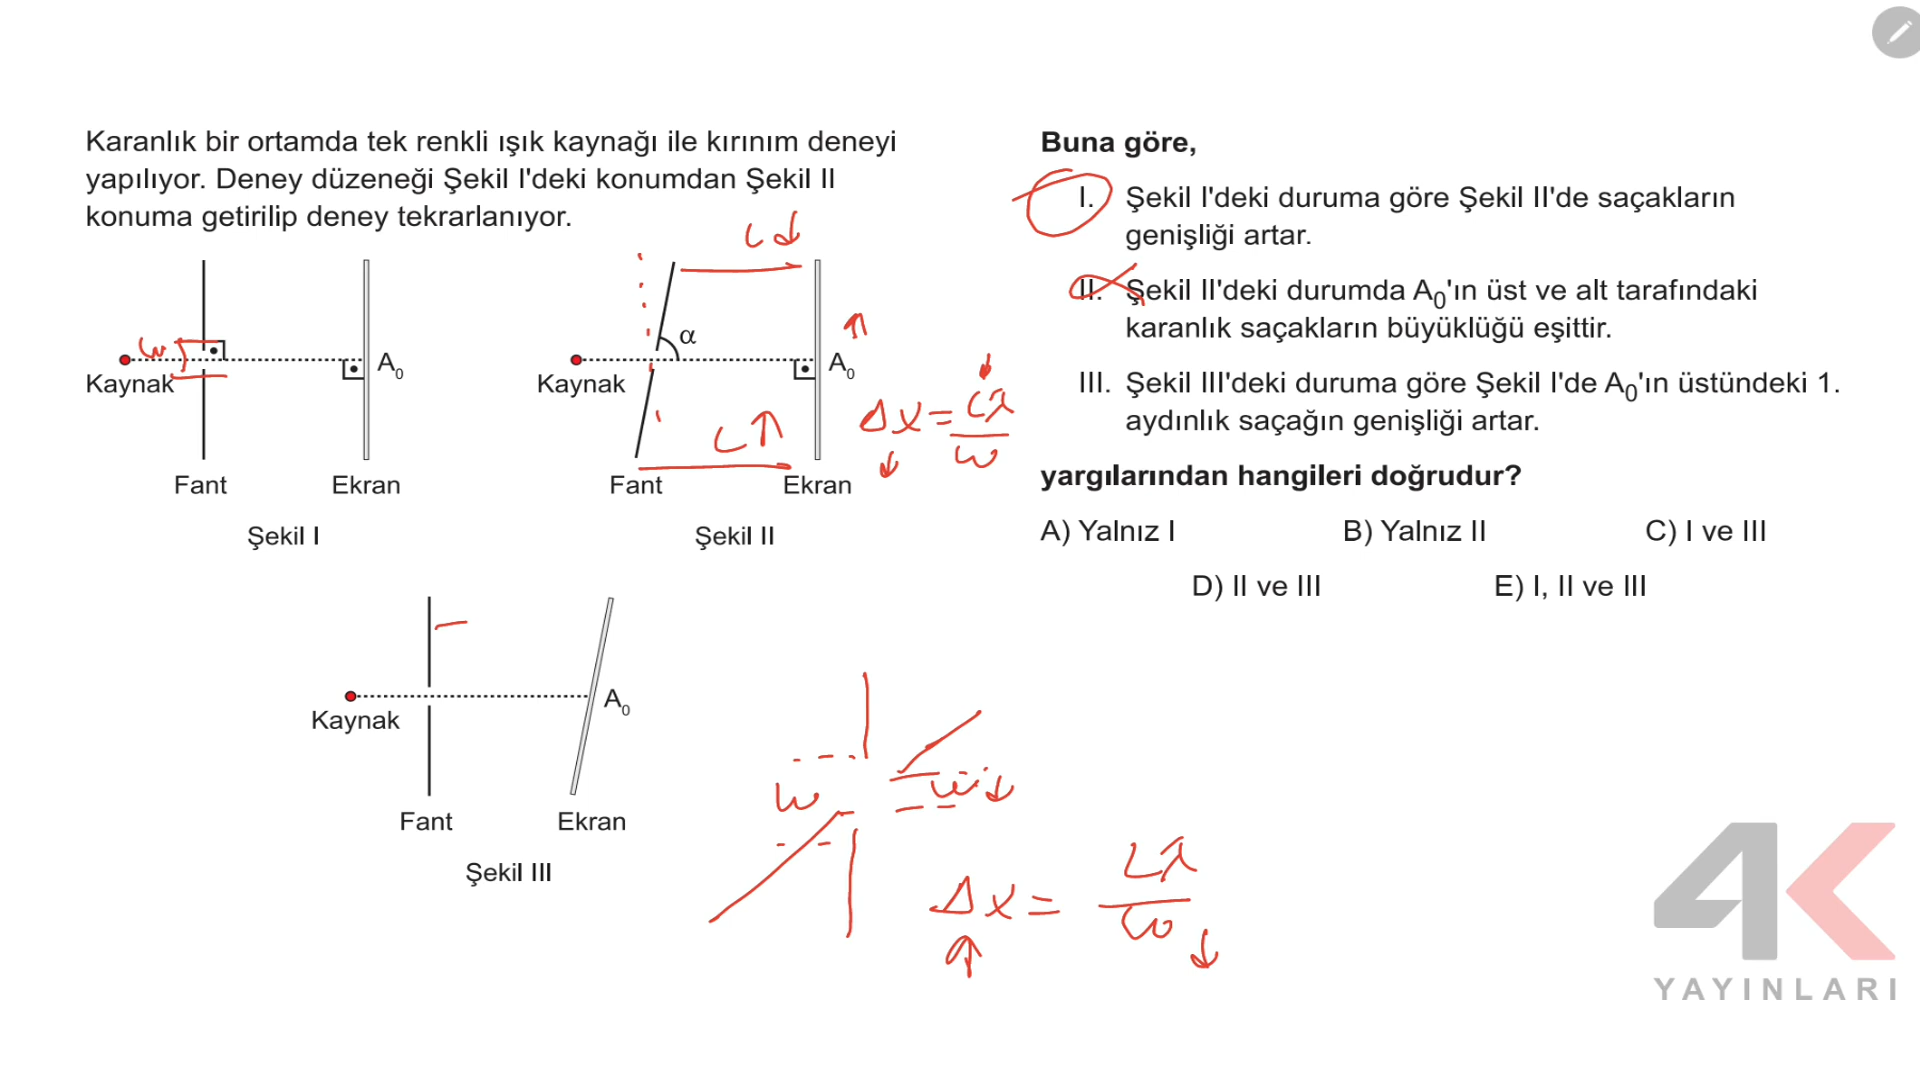 Karanlık bir ortamda tek renkli ışık kaynağı ile kırınım deneyi
yapılıyor. Deney düzeneği Şekil I'deki konumdan Şekil II
konuma getirilip deney tekrarlanıyor.
L↓
w
α
Kaynak
A₀
Kaynak
A₀
L↑
Fant
Ekran
Fant
Ekran
Şekil I
Şekil II
Δx = Lλ / w
Kaynak
A₀
Fant
Ekran
Şekil III
Buna göre,
I. Şekil I'deki duruma göre Şekil II'de saçakların
genişliği artar.
II. Şekil II'deki durumda A₀'ın üst ve alt tarafındaki
karanlık saçakların büyüklüğü eşittir.
III. Şekil III'deki duruma göre Şekil I'de A₀'ın üstündeki 1.
aydınlık saçağın genişliği artar.
yargılarından hangileri doğrudur?
A) Yalnız I
B) Yalnız II
C) I ve III
D) II ve III
E) I, II ve III
w
w↓
Δx = Lλ / w
↑ ↓
4K
YAYINLARI